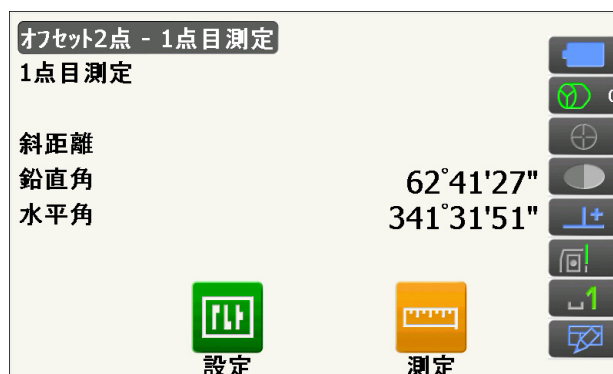 オフセット2点 - 1点目測定
1点目測定
斜距離
鉛直角 62°41'27"
水平角 341°31'51"
設定 測定